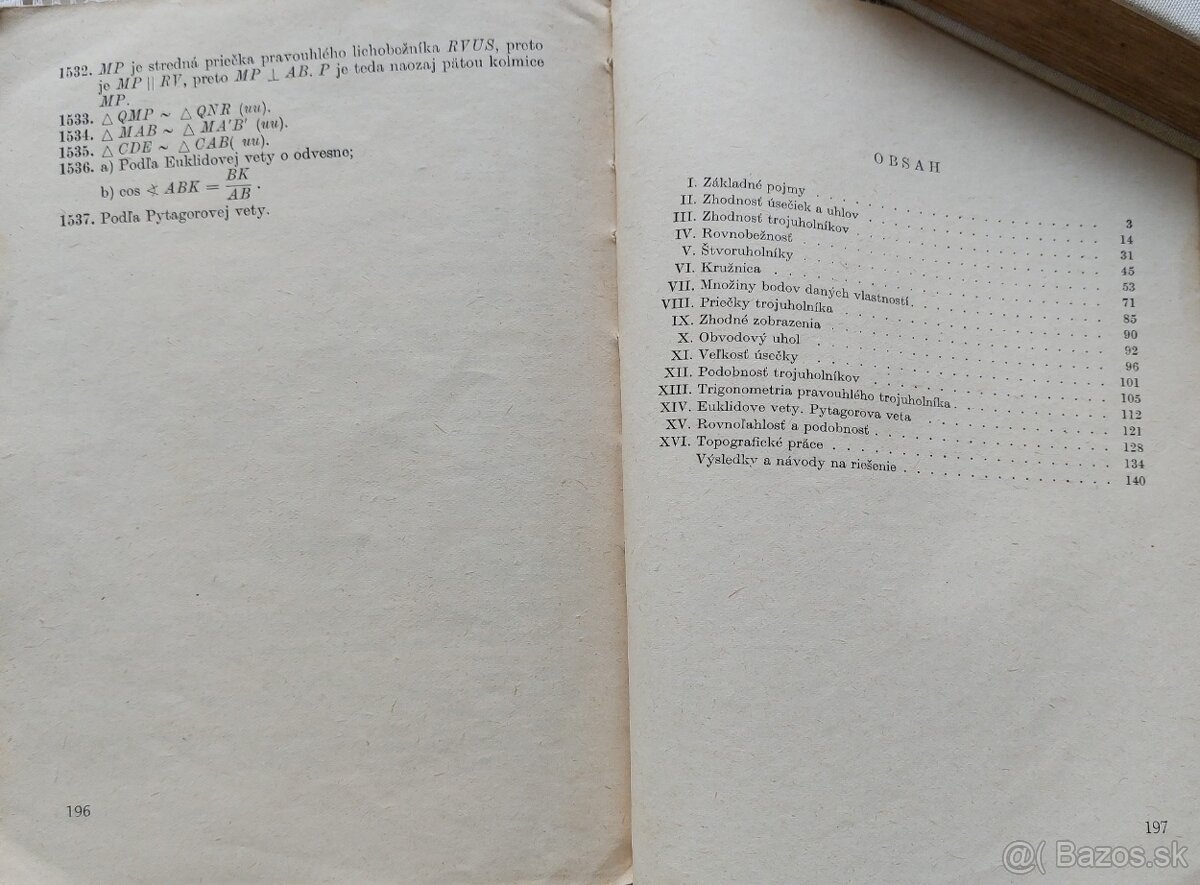 1532. MP je stredná priečka pravouhlého lichobežníka RVUS, preto
je MP || RV, preto MP ⊥ AB. P je teda naozaj pätou kolmice
MP.
1533. △ QMP ~ △ QNR (uu).
1534. △ MAB ~ △ MA'B' (uu).
1535. △ CDE ~ △ CAB( uu).
1536. a) Podľa Euklidovej vety o odvesne;
b) cos ∢ ABK = BK/AB.
1537. Podľa Pytagorovej vety.
196
OBSAH
I. Základné pojmy . . . 3
II. Zhodnosť úsečiek a uhlov . . . 14
III. Zhodnosť trojuholníkov . . . 31
IV. Rovnobežnosť . . . 45
V. Štvoruholníky . . . 53
VI. Kružnica . . . 71
VII. Množiny bodov daných vlastností. . . . 85
VIII. Priečky trojuholníka . . . 90
IX. Zhodné zobrazenia . . . 92
X. Obvodový uhol . . . 96
XI. Veľkosť úsečky . . . 101
XII. Podobnosť trojuholníkov . . . 105
XIII. Trigonometria pravouhlého trojuholníka . . . 112
XIV. Euklidove vety. Pytagorova veta . . . 121
XV. Rovnoľahlosť a podobnosť . . . 128
XVI. Topografické práce . . . 134
Výsledky a návody na riešenie . . . 140
197
@( Bazos.sk